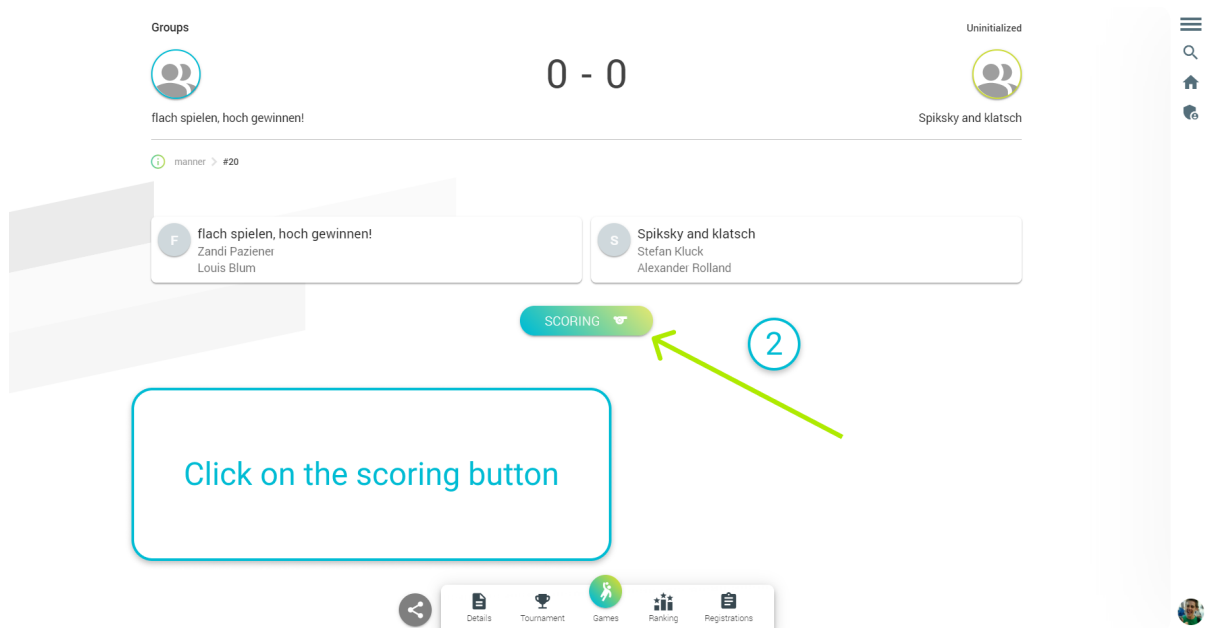 Groups
Uninitialized
0 - 0
flach spielen, hoch gewinnen!
Spiksky and klatsch
manner > #20
F
flach spielen, hoch gewinnen!
Zandi Paziener
Louis Blum
S
Spiksky and klatsch
Stefan Kluck
Alexander Rolland
SCORING
2
Click on the scoring button
Details
Tournament
Games
Ranking
Registrations